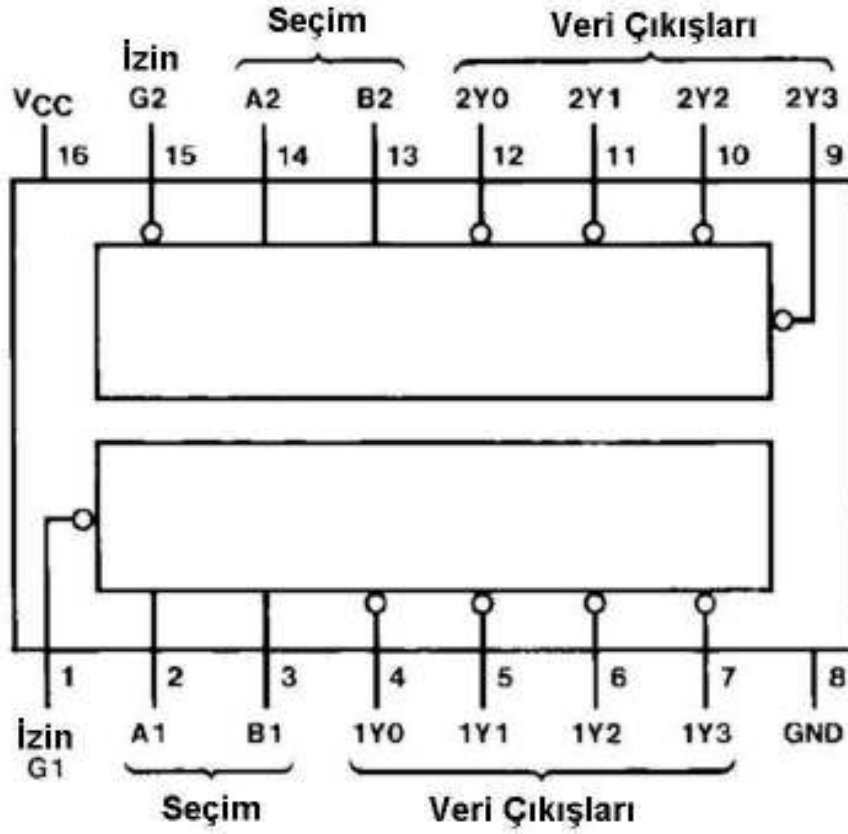 Seçim Veri Çıkışları
İzin
VCC G2 A2 B2 2Y0 2Y1 2Y2 2Y3
16 15 14 13 12 11 10 9
1 2 3 4 5 6 7 8
İzin A1 B1 1Y0 1Y1 1Y2 1Y3 GND
G1
Seçim Veri Çıkışları